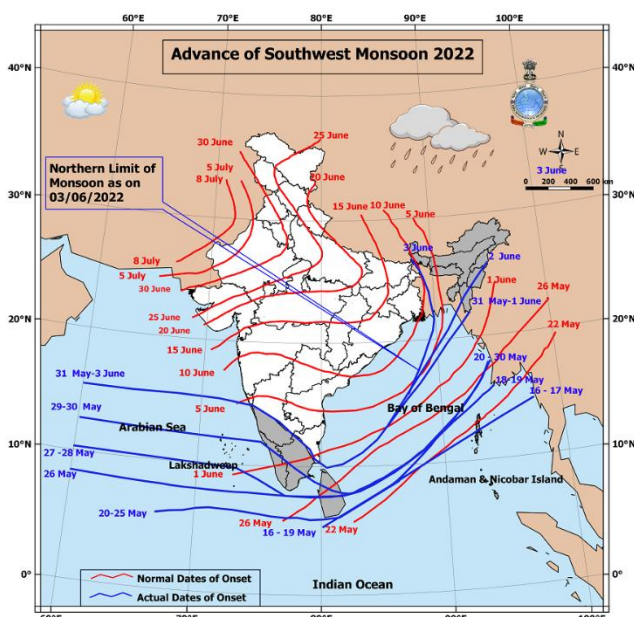 60°E
70°E
80°E
90°E
100°E
Advance of Southwest Monsoon 2022
40°N
40°N
N
W
E
S
3 June
0 200 400 600 km
30 June
25 June
5 July
8 July
20 June
Northern Limit of
Monsoon as on
03/06/2022
15 June
10 June
5 June
30°N
30°N
3 June
2 June
8 July
5 July
30 June
1 June
26 May
31 May-1 June
25 June
20 June
22 May
20°N
20°N
15 June
10 June
20 - 30 May
31 May-3 June
18-19 May
16 - 17 May
29-30 May
5 June
Bay of Bengal
Arabian Sea
10°N
10°N
27 -28 May
Lakshadweep
26 May
1 June
Andaman & Nicobar Island
20-25 May
26 May
16 - 19 May
22 May
0°
0°
Normal Dates of Onset
Actual Dates of Onset
Indian Ocean
70°E
80°E